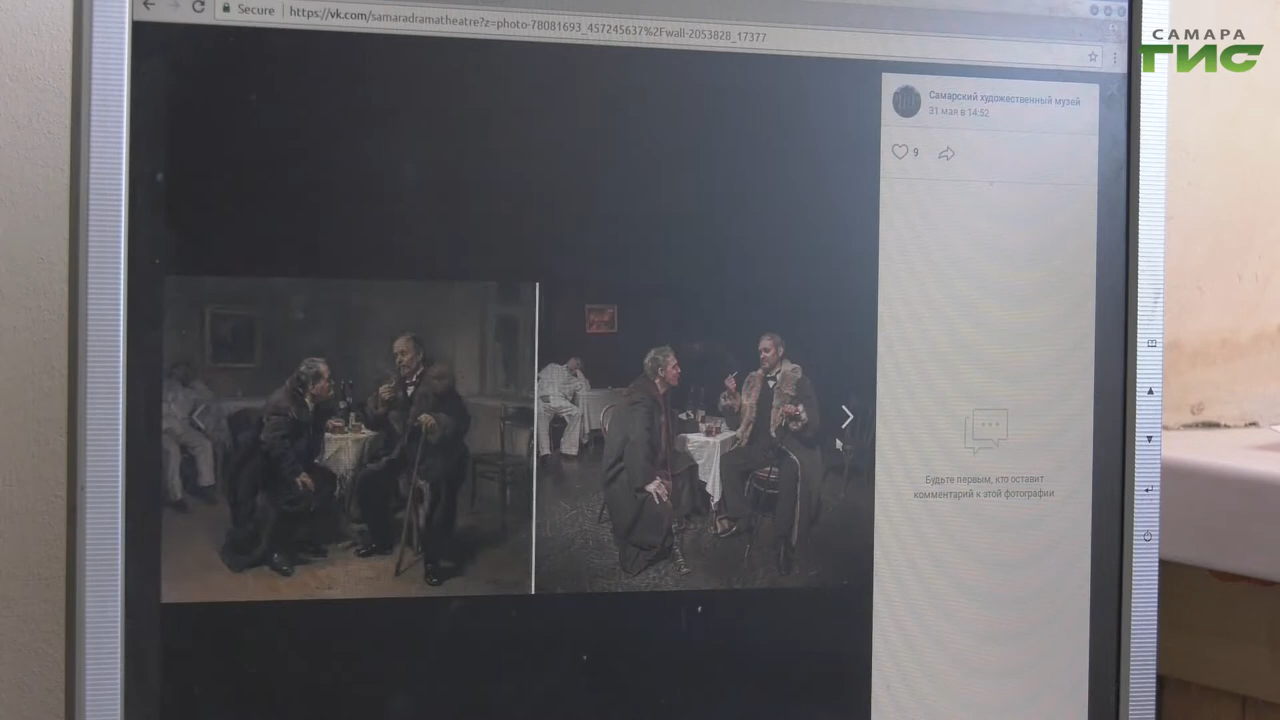 Secure
https://vk.com/samaradramatheatre?z=photo-78081693_457245637%2Fwall-2053828_17377
САМАРА
ГИС
Самарский художественный музей
31 мая в 14:52
9
Будьте первым, кто оставит
комментарий к этой фотографии